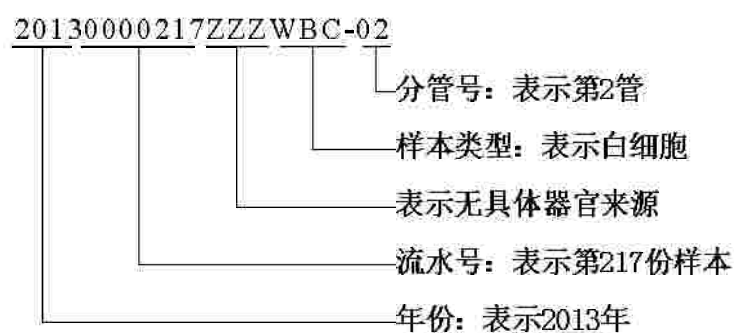 20130000217ZZZWBC-02
分管号：表示第2管
样本类型：表示白细胞
表示无具体器官来源
流水号：表示第217份样本
年份：表示2013年